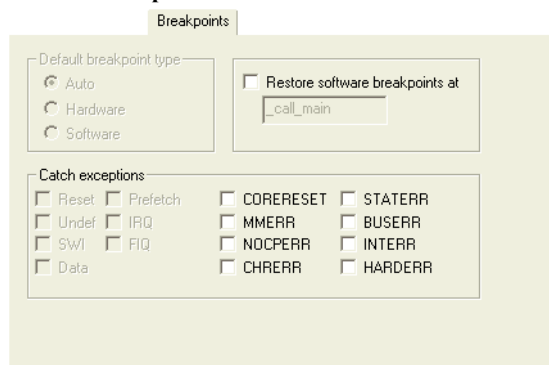 Breakpoints
Default breakpoint type
Auto
Hardware
Software
Restore software breakpoints at
_call_main
Catch exceptions
Reset Prefetch CORERESET STATERR
Undef IRQ MMERR BUSERR
SWI FIQ NOCPERR INTERR
Data CHRERR HARDERR